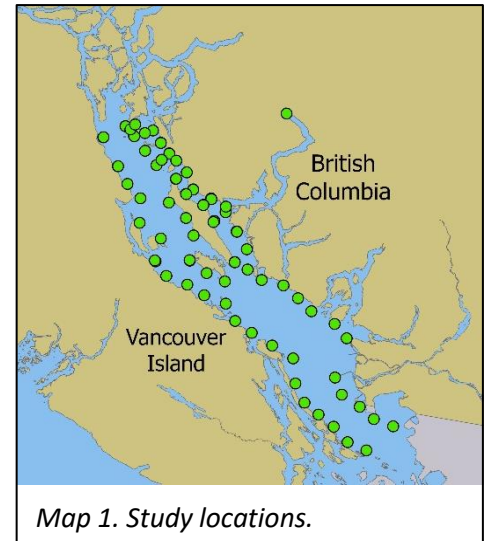 British
Columbia
Vancouver
Island
Map 1. Study locations.